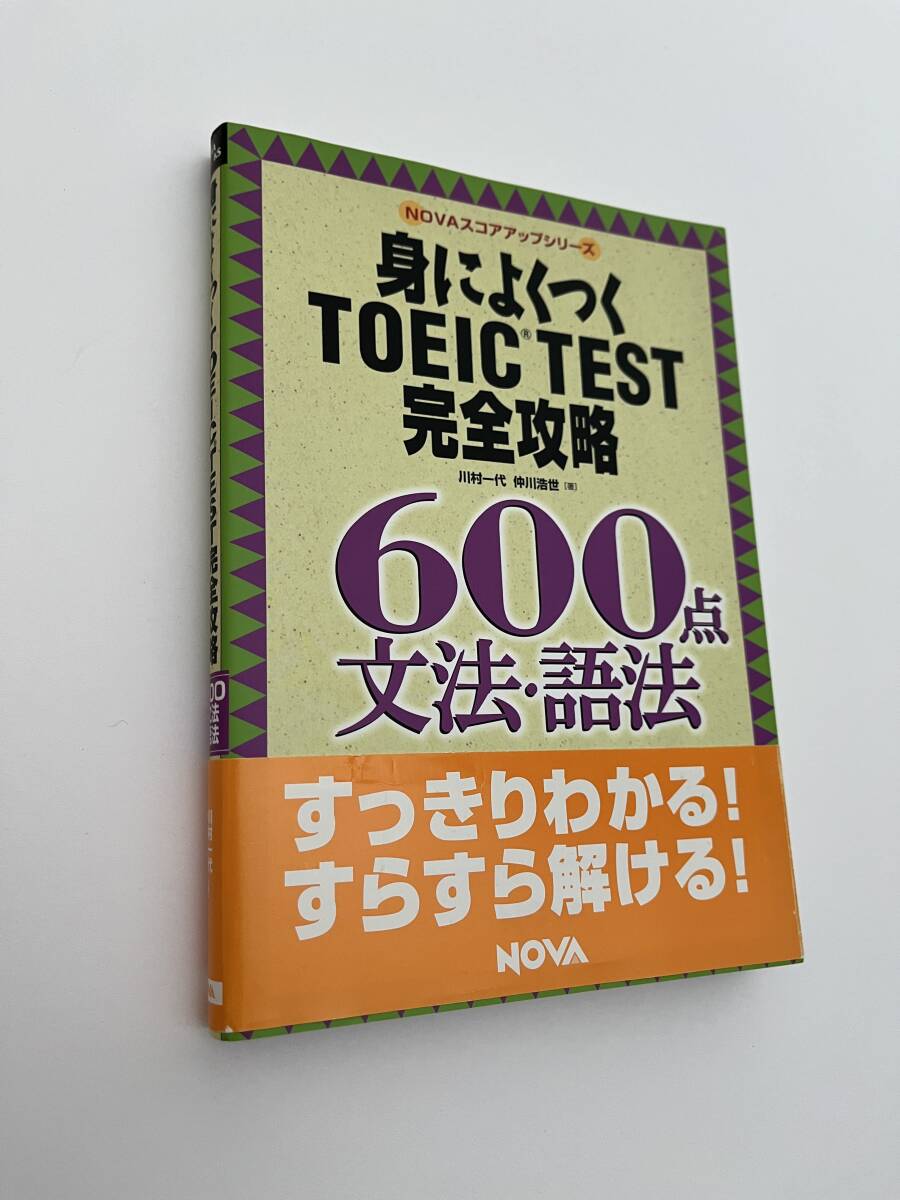 NOVAスコアアップシリーズ
身によくつく
TOEIC® TEST
完全攻略
川村一代 仲川浩世 [著]
600点
文法・語法
すっきりわかる!
すらすら解ける!
NOVA